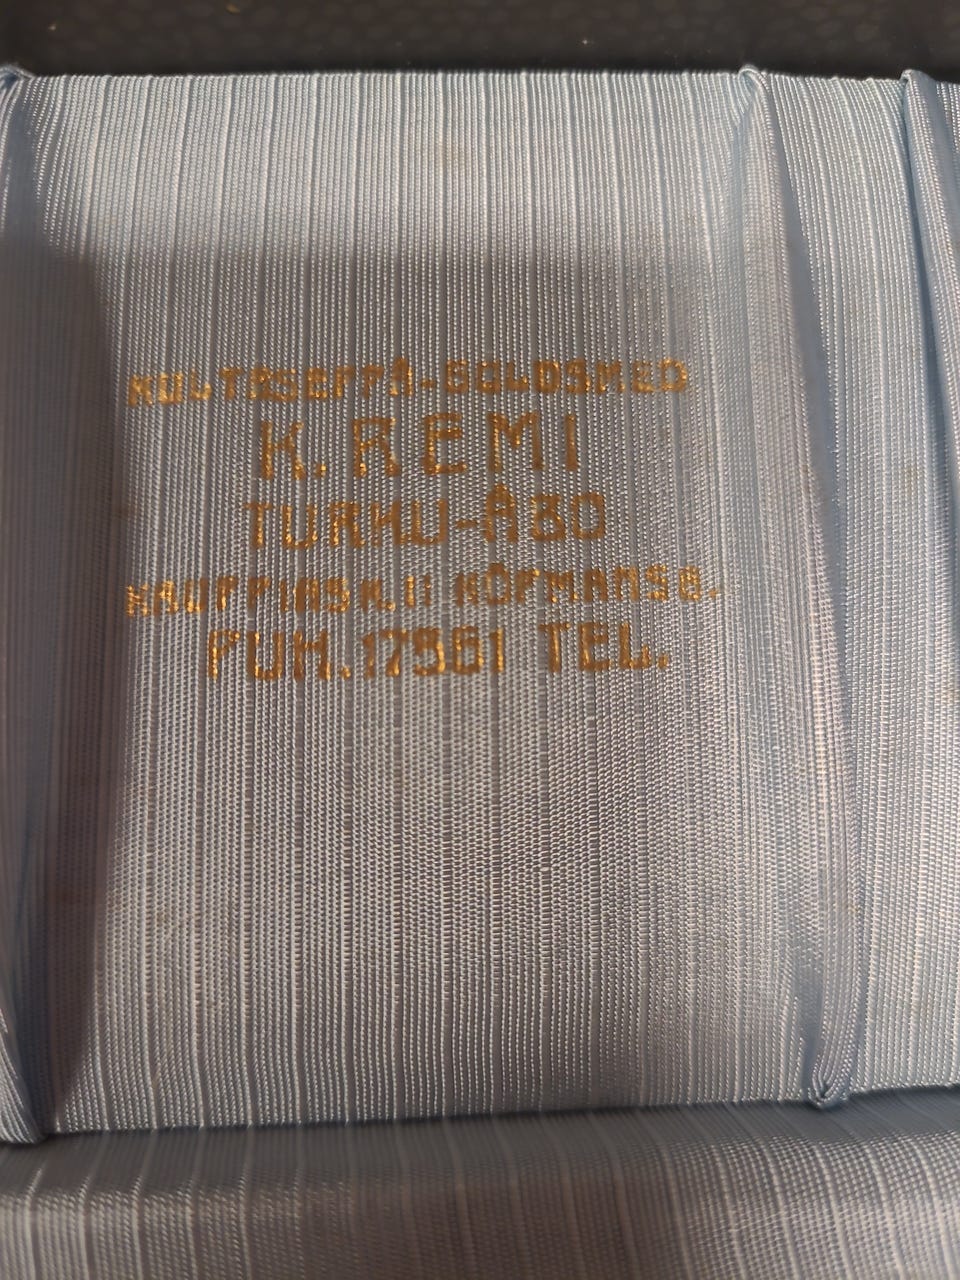 KULTASEPPÄ-GULDSMED
K. REMI
TURKU-ÅBO
KAUPPIASK. 11 KÖPMANSG.
PUH. 17561 TEL.